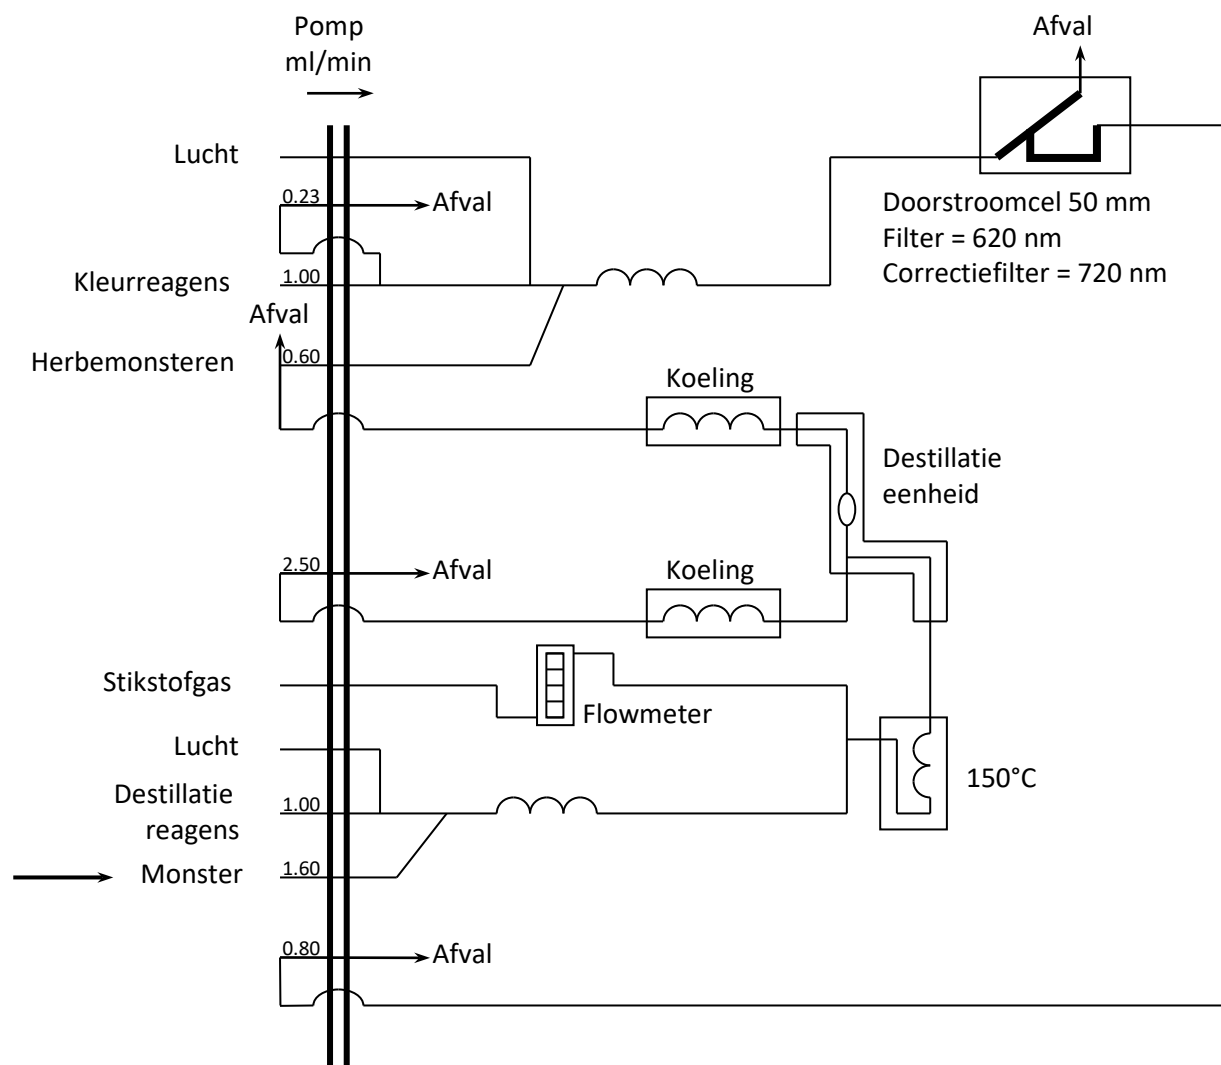 Pomp
ml/min
Afval
Lucht
0.23
Afval
Doorstroomcel 50 mm
Filter = 620 nm
Correctiefilter = 720 nm
Kleurreagens
1.00
Afval
Herbemonsteren
0.60
Koeling
Destillatie
eenheid
2.50
Afval
Koeling
Stikstofgas
Flowmeter
Lucht
150°C
Destillatie
reagens
1.00
Monster
1.60
0.80
Afval